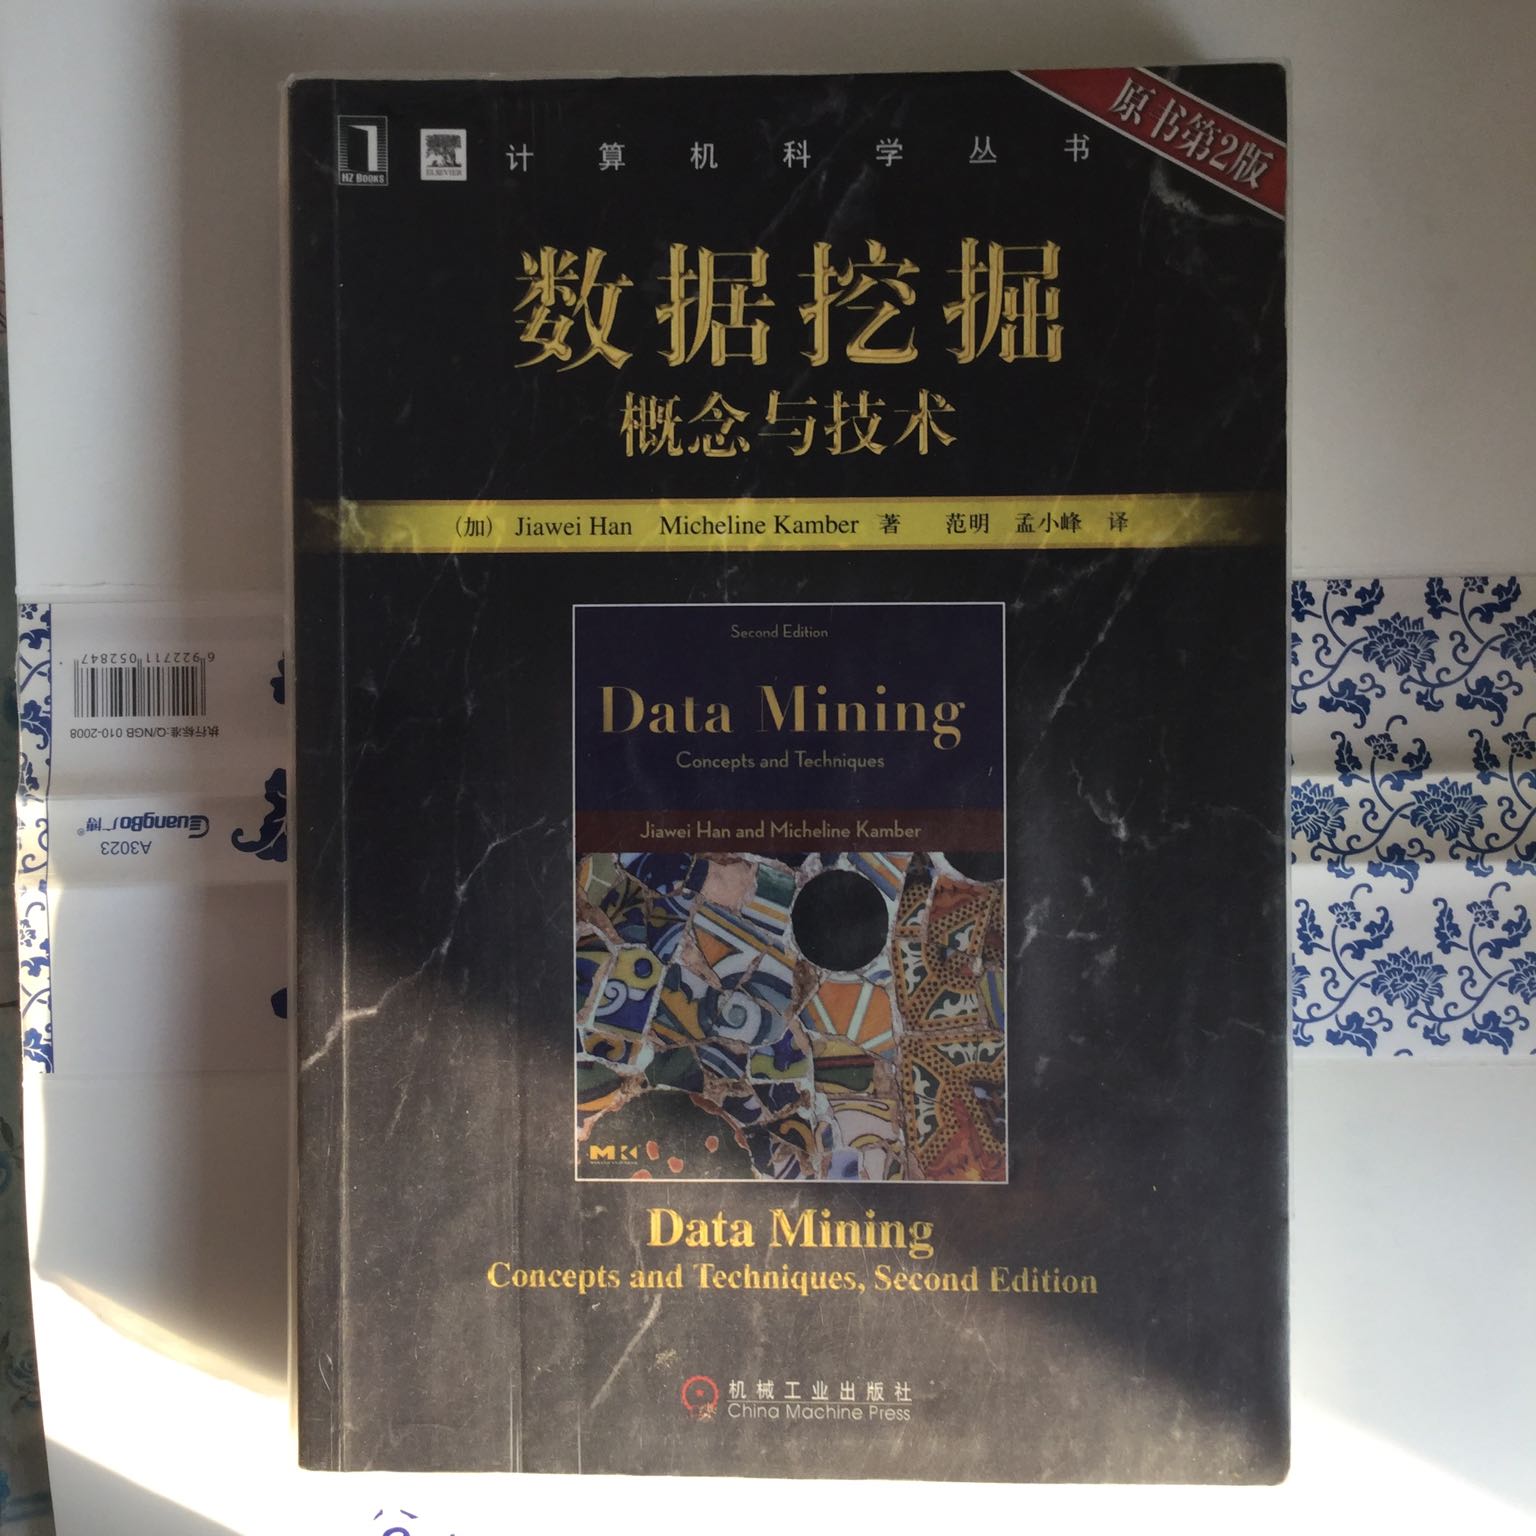 原书第2版
HZ BOOKS
ELSEVIER
计算机科学丛书
数据挖掘
概念与技术
(加) Jiawei Han Micheline Kamber 著 范明 孟小峰 译
Second Edition
Data Mining
Concepts and Techniques
Jiawei Han and Micheline Kamber
MK
Data Mining
Concepts and Techniques, Second Edition
机械工业出版社
China Machine Press
A3023
GuangBo广博®
执行标准:Q/NGB 010-2008
6922711052847